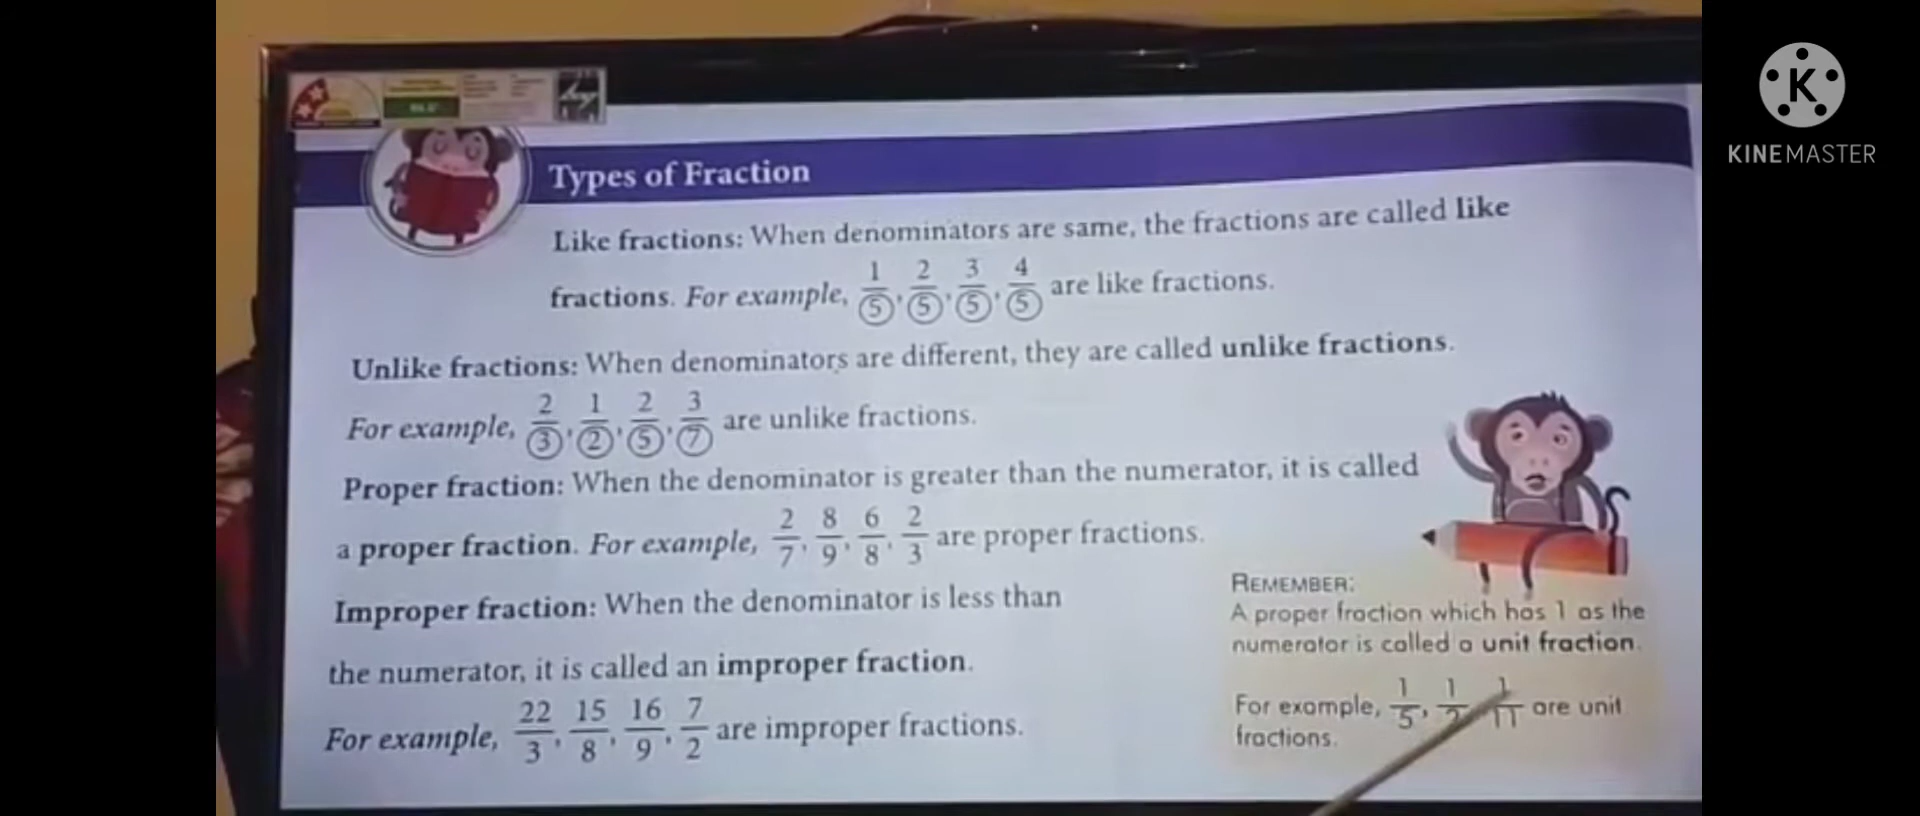 KINEMASTER
Types of Fraction
Like fractions: When denominators are same, the fractions are called like
fractions. For example, 1/5, 2/5, 3/5, 4/5 are like fractions.
Unlike fractions: When denominators are different, they are called unlike fractions.
For example, 2/3, 1/2, 2/5, 3/7 are unlike fractions.
Proper fraction: When the denominator is greater than the numerator, it is called
a proper fraction. For example, 2/7, 8/9, 6/8, 2/3 are proper fractions.
Improper fraction: When the denominator is less than
the numerator, it is called an improper fraction.
For example, 22/3, 15/8, 16/9, 7/2 are improper fractions.
REMEMBER:
A proper fraction which has 1 as the
numerator is called a unit fraction.
For example, 1/5, 1/2, 1/11 are unit
fractions.